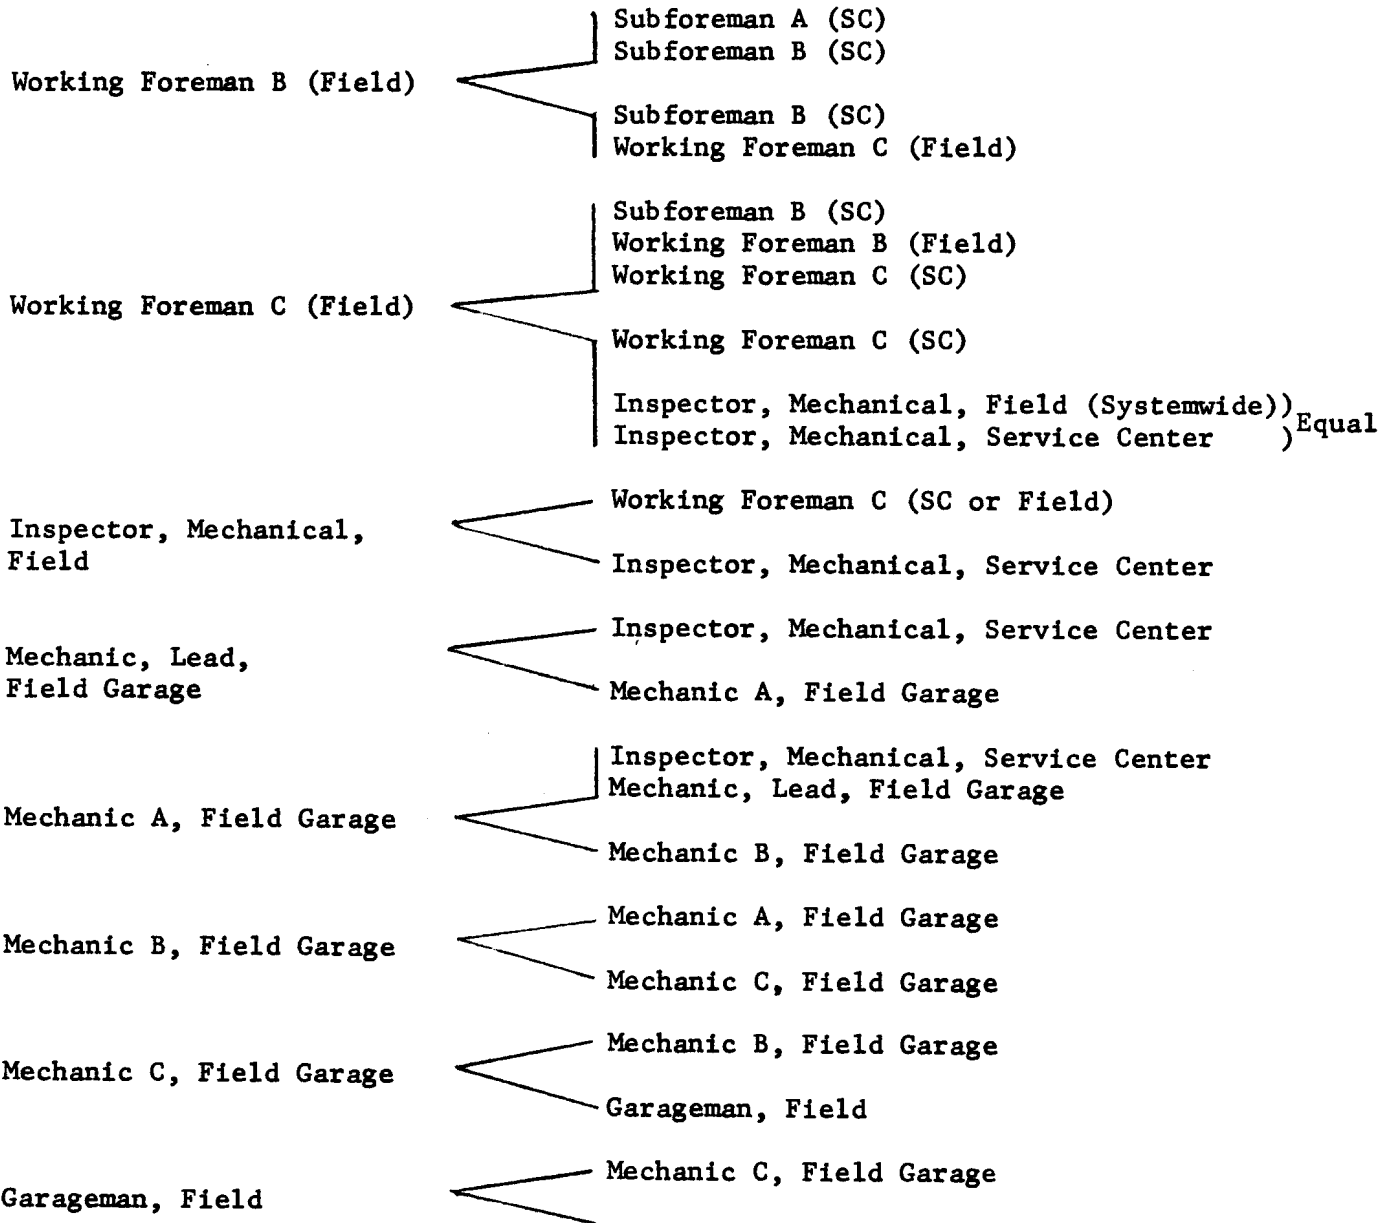 Subforeman A (SC)
Subforeman B (SC)
Working Foreman B (Field)
Subforeman B (SC)
Working Foreman C (Field)
Subforeman B (SC)
Working Foreman B (Field)
Working Foreman C (SC)
Working Foreman C (Field)
Working Foreman C (SC)
Inspector, Mechanical, Field (Systemwide))
Inspector, Mechanical, Service Center )
Equal
Working Foreman C (SC or Field)
Inspector, Mechanical,
Field
Inspector, Mechanical, Service Center
Inspector, Mechanical, Service Center
Mechanic, Lead,
Field Garage
Mechanic A, Field Garage
Inspector, Mechanical, Service Center
Mechanic, Lead, Field Garage
Mechanic A, Field Garage
Mechanic B, Field Garage
Mechanic A, Field Garage
Mechanic B, Field Garage
Mechanic C, Field Garage
Mechanic B, Field Garage
Mechanic C, Field Garage
Garageman, Field
Mechanic C, Field Garage
Garageman, Field